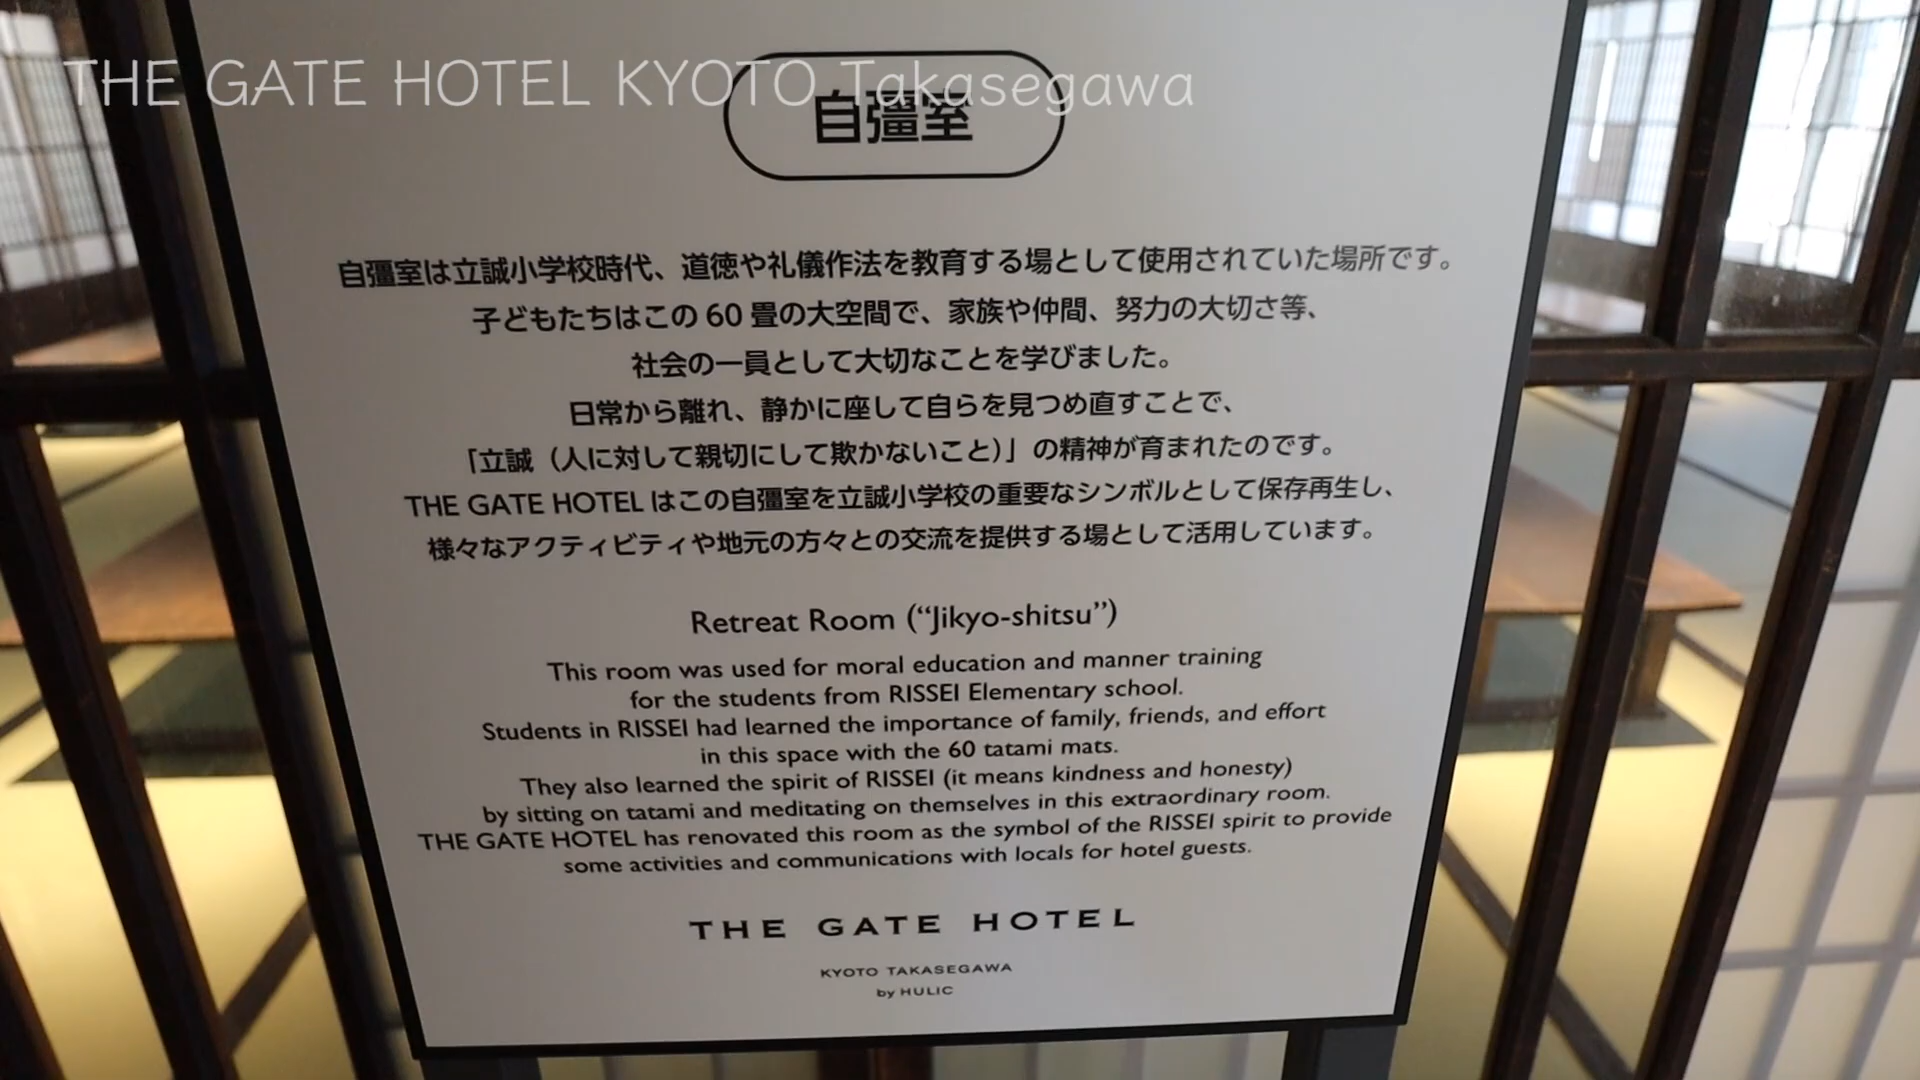 THE GATE HOTEL KYOTO Takasegawa
自彊室
自彊室は立誠小学校時代、道徳や礼儀作法を教育する場として使用されていた場所です。
子どもたちはこの 60 畳の大空間で、家族や仲間、努力の大切さ等、
社会の一員として大切なことを学びました。
日常から離れ、静かに座して自らを見つめ直すことで、
「立誠（人に対して親切にして欺かないこと）」の精神が育まれたのです。
THE GATE HOTEL はこの自彊室を立誠小学校の重要なシンボルとして保存再生し、
様々なアクティビティや地元の方々との交流を提供する場として活用しています。
Retreat Room (“Jikyo-shitsu”)
This room was used for moral education and manner training
for the students from RISSEI Elementary school.
Students in RISSEI had learned the importance of family, friends, and effort
in this space with the 60 tatami mats.
They also learned the spirit of RISSEI (it means kindness and honesty)
by sitting on tatami and meditating on themselves in this extraordinary room.
THE GATE HOTEL has renovated this room as the symbol of the RISSEI spirit to provide
some activities and communications with locals for hotel guests.
THE GATE HOTEL
KYOTO TAKASEGAWA
by HULIC